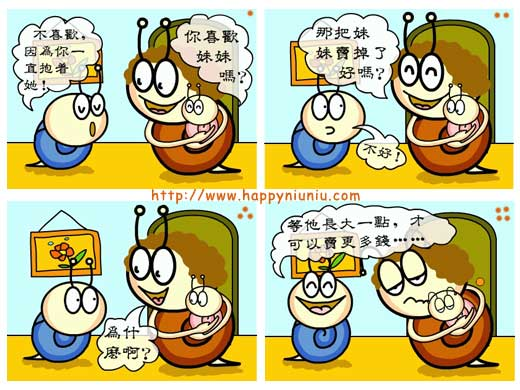 你喜歡
妹妹
嗎?
不喜歡,
因為你一
直抱着
她!
那把妹
妹賣掉了
好嗎?
不好!
http://www.happyniuniu.com
為什
麼啊?
等他長大一點,才
可以賣更多錢……